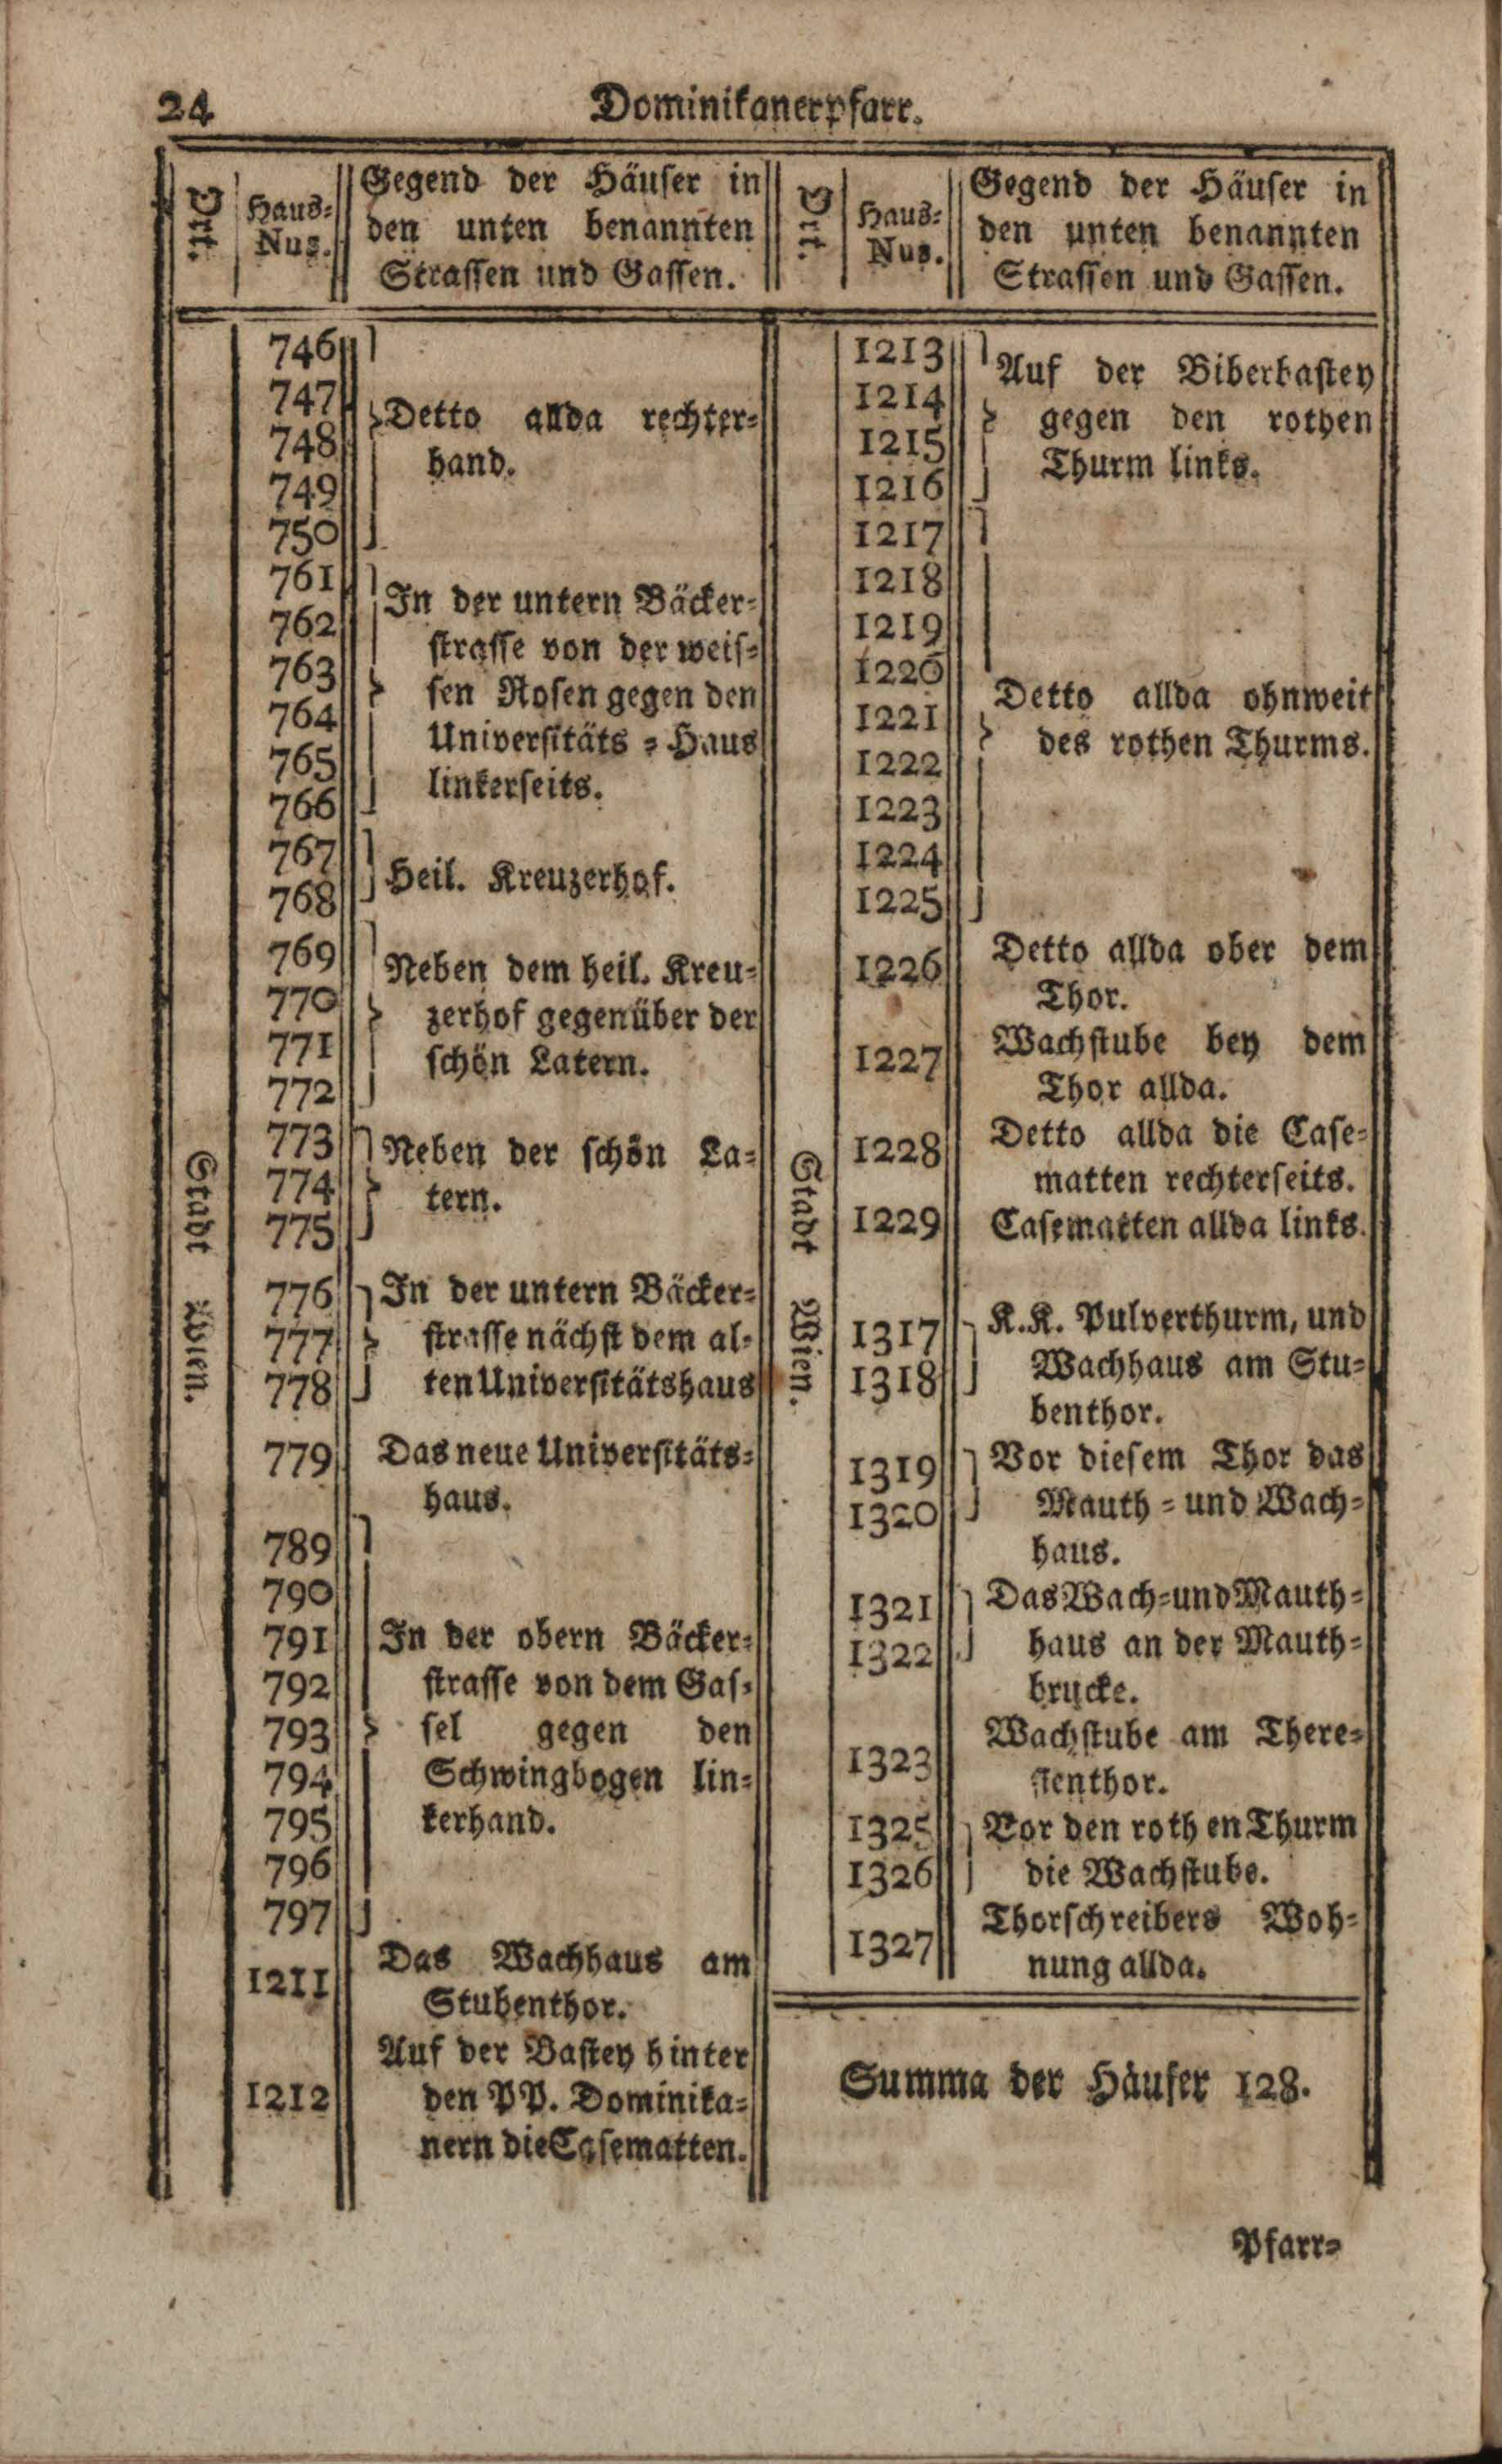 24
Dominikanerpfarr.
Ort.
Haus-
Nus.
Gegend der Häuser in
den unten benannten
Strassen und Gassen.
Stadt Wien.
746
747
748
749
750
Detto allda rechter-
hand.
761
762
763
764
765
766
In der untern Bäcker-
strasse von der weis-
sen Rosen gegen den
Universitäts-Haus
linkerseits.
767
768
Heil. Kreuzerhof.
769
770
771
772
Neben dem heil. Kreu-
zerhof gegenüber der
schön Latern.
773
774
775
Neben der schön La-
tern.
776
777
778
In der untern Bäcker-
strasse nächst dem al-
ten Universitätshaus
779
Das neue Universitäts-
haus.
789
790
791
792
793
794
795
796
797
In der obern Bäcker-
strasse von dem Gas-
sel gegen den
Schwingbogen lin-
kerhand.
1211
Das Wachhaus am
Stubenthor.
1212
Auf der Bastey hinter
den PP. Dominika-
nern die Casematten.
Ort.
Haus-
Nus.
Gegend der Häuser in
den unten benannten
Strassen und Gassen.
Stadt Wien.
1213
1214
1215
1216
Auf der Biberbastey
gegen den rothen
Thurm links.
1217
1218
1219
1220
1221
1222
1223
1224
1225
Detto allda ohnweit
des rothen Thurms.
1226
Detto allda ober dem
Thor.
1227
Wachstube bey dem
Thor allda.
1228
Detto allda die Case-
matten rechterseits.
1229
Casematten allda links.
1317
1318
K.K. Pulverthurm, und
Wachhaus am Stu-
benthor.
1319
1320
Vor diesem Thor das
Mauth- und Wach-
haus.
1321
1322
Das Wach-und Mauth-
haus an der Mauth-
brucke.
1323
Wachstube am There-
sienthor.
1325
1326
Vor den roth en Thurm
die Wachstube.
1327
Thorschreibers Woh-
nung allda.
Summa der Häuser 128.
Pfarr-